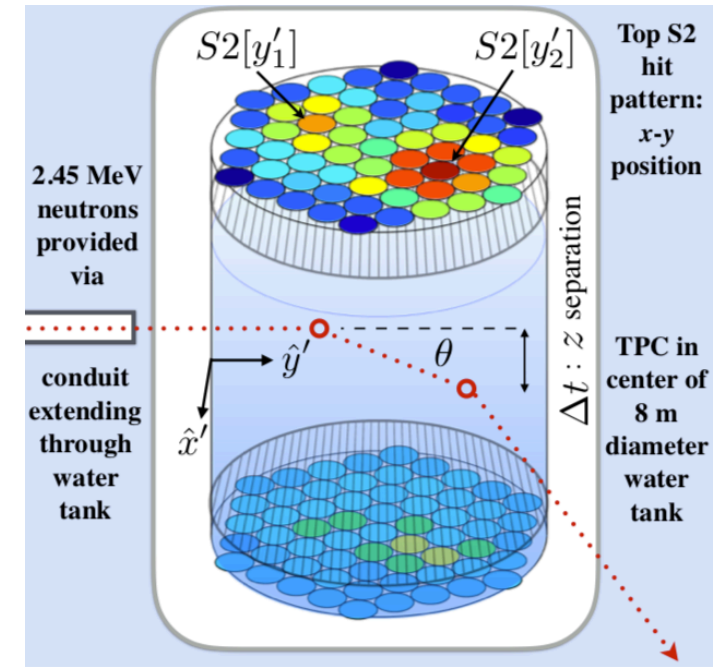 S2[y′₁]
S2[y′₂]
Top S2
hit
pattern:
x-y
position
2.45 MeV
neutrons
provided
via
conduit
extending
through
water
tank
θ
ŷ′
x̂′
Δt : z separation
TPC in
center of
8 m
diameter
water
tank